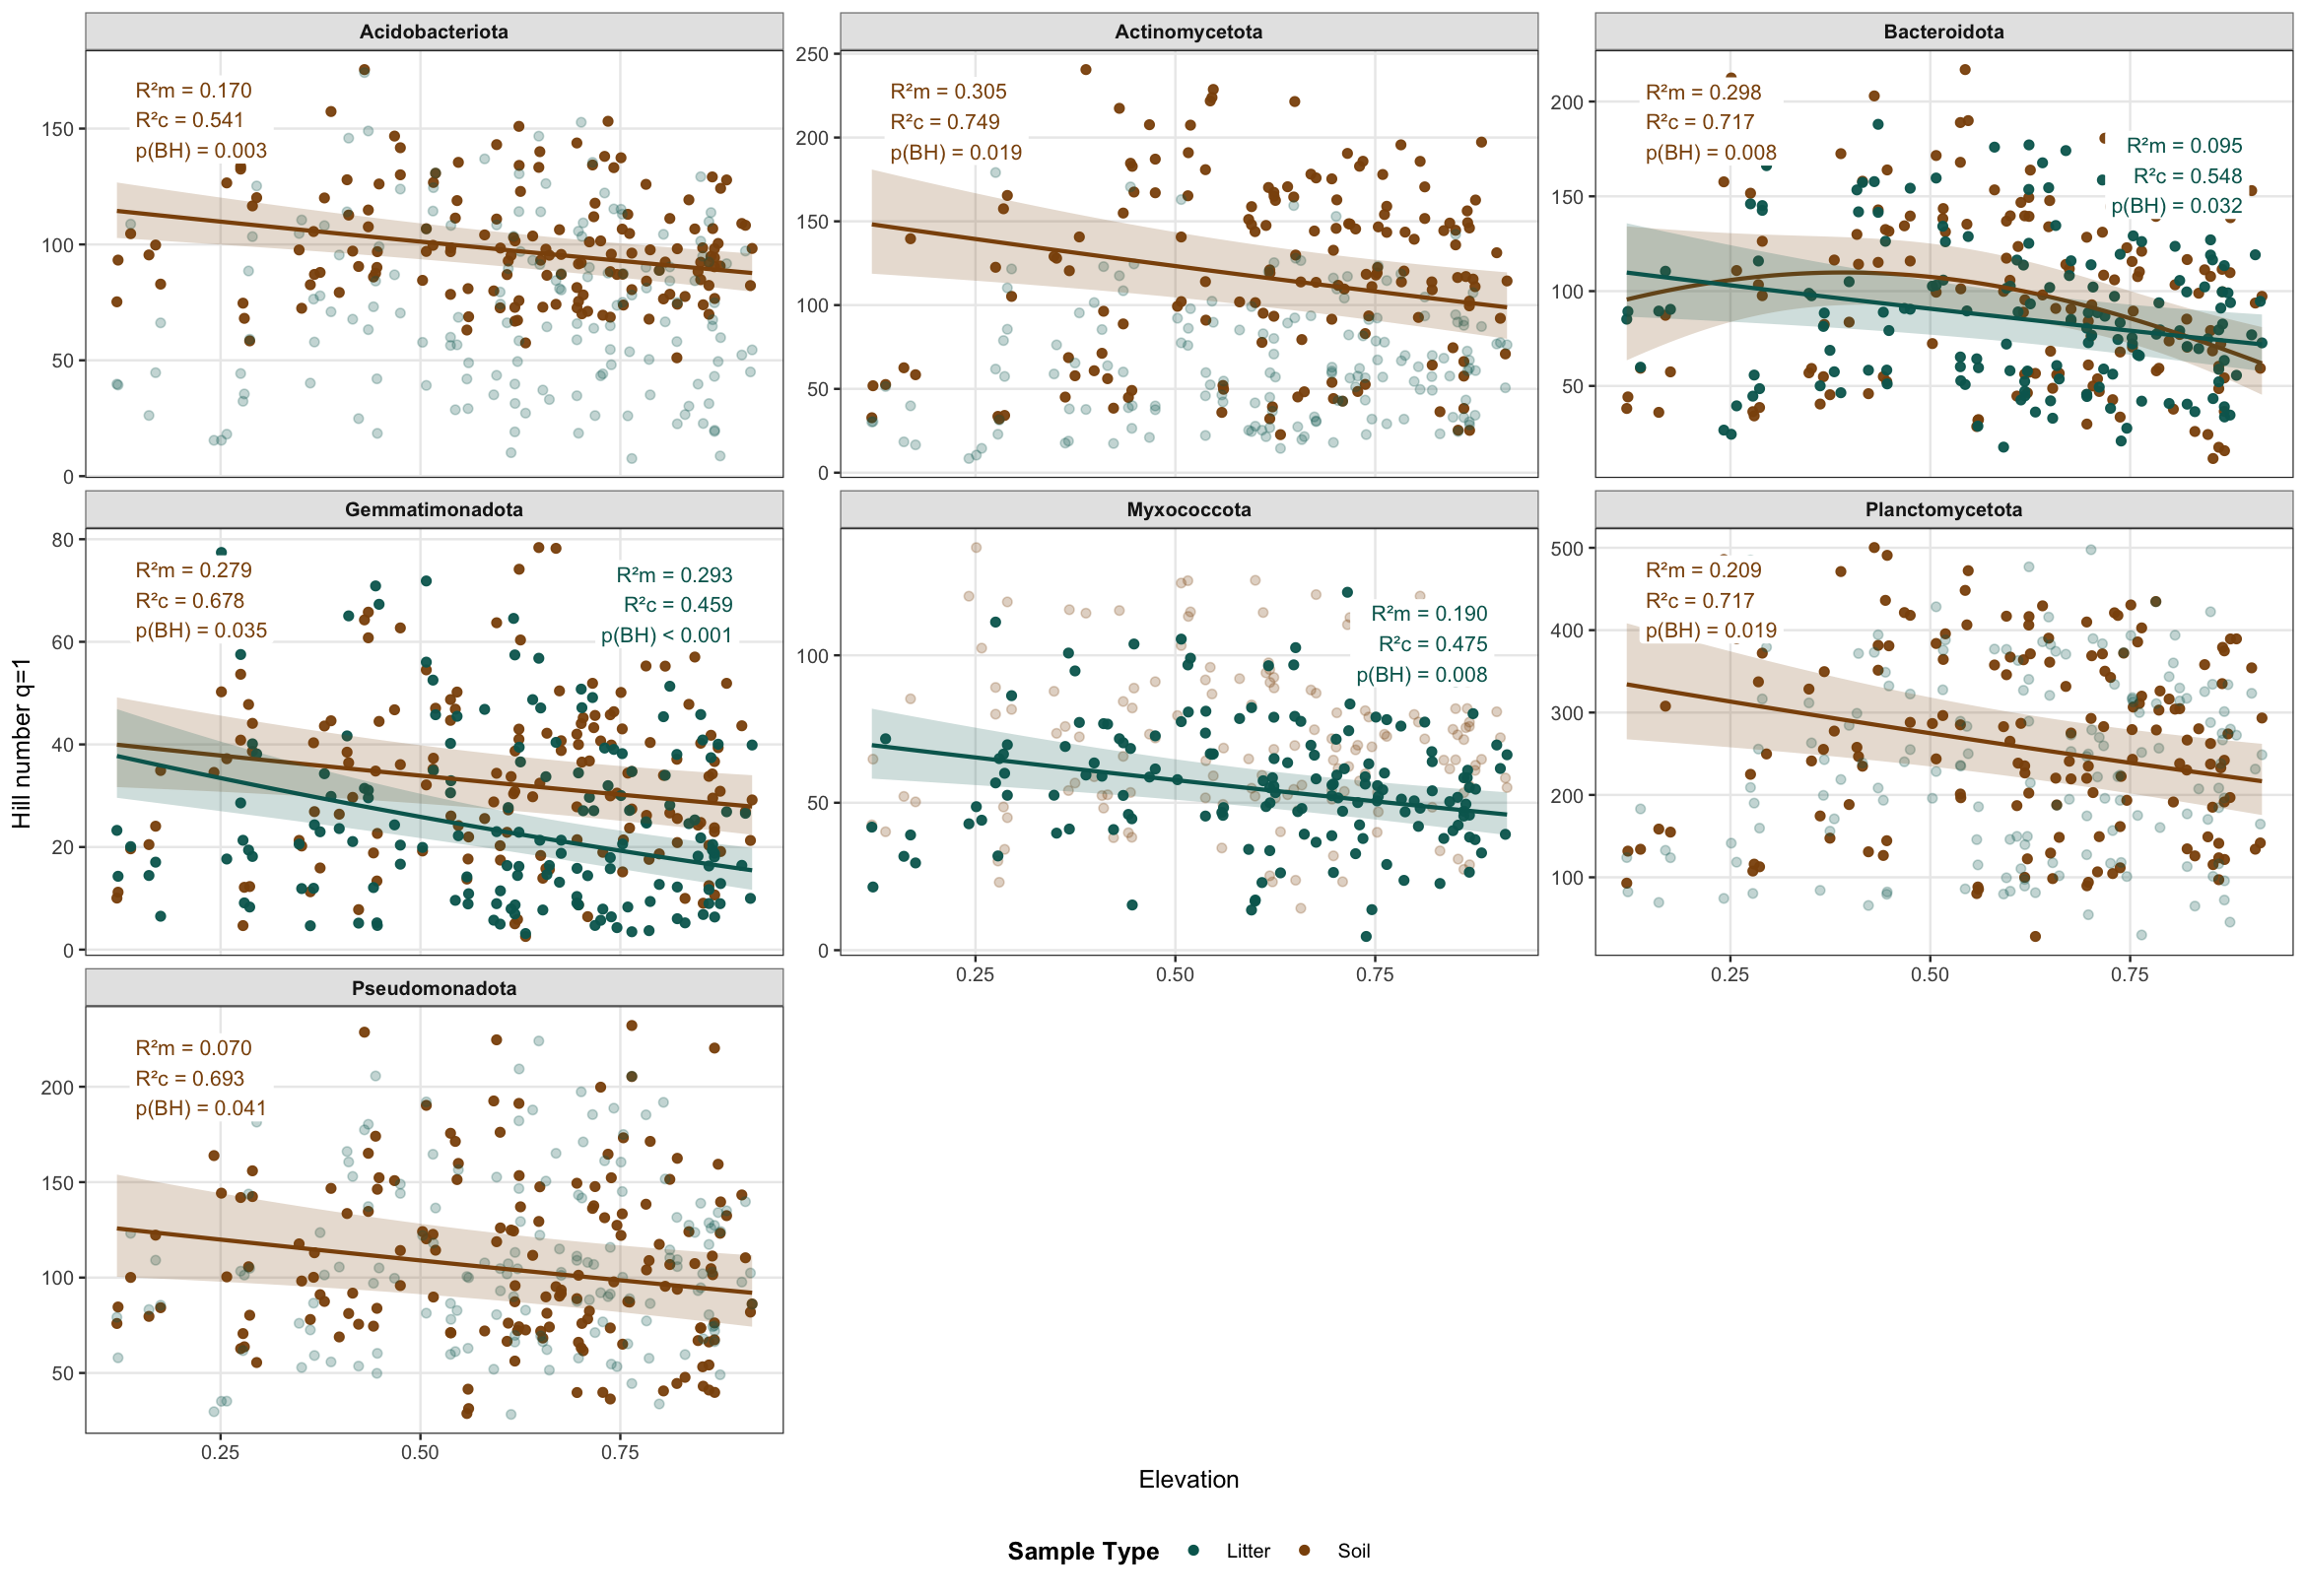 Acidobacteriota
R²m = 0.170
R²c = 0.541
p(BH) = 0.003
150
100
50
0
Actinomycetota
R²m = 0.305
R²c = 0.749
p(BH) = 0.019
250
200
150
100
50
0
Bacteroidota
R²m = 0.298
R²c = 0.717
p(BH) = 0.008
R²m = 0.095
R²c = 0.548
p(BH) = 0.032
200
150
100
50
Gemmatimonadota
R²m = 0.279
R²c = 0.678
p(BH) = 0.035
R²m = 0.293
R²c = 0.459
p(BH) < 0.001
80
60
40
20
0
Myxococcota
R²m = 0.190
R²c = 0.475
p(BH) = 0.008
100
50
0
0.25 0.50 0.75
Planctomycetota
R²m = 0.209
R²c = 0.717
p(BH) = 0.019
500
400
300
200
100
0.25 0.50 0.75
Pseudomonadota
R²m = 0.070
R²c = 0.693
p(BH) = 0.041
200
150
100
50
0.25 0.50 0.75
Hill number q=1
Elevation
Sample Type Litter Soil